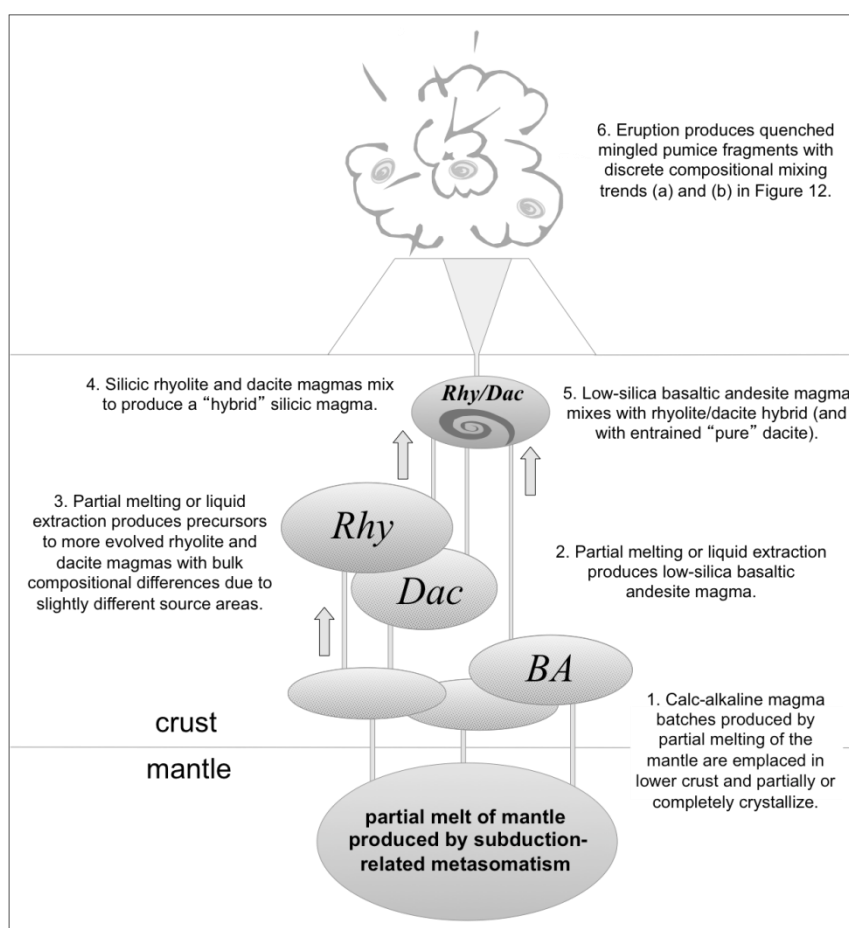 6. Eruption produces quenched
mingled pumice fragments with
discrete compositional mixing
trends (a) and (b) in Figure 12.
4. Silicic rhyolite and dacite magmas mix
to produce a “hybrid” silicic magma.
Rhy/Dac
5. Low-silica basaltic andesite magma
mixes with rhyolite/dacite hybrid (and
with entrained “pure” dacite).
3. Partial melting or liquid
extraction produces precursors
to more evolved rhyolite and
dacite magmas with bulk
compositional differences due to
slightly different source areas.
Rhy
Dac
2. Partial melting or liquid extraction
produces low-silica basaltic
andesite magma.
BA
1. Calc-alkaline magma
batches produced by
partial melting of the
mantle are emplaced in
lower crust and partially or
completely crystallize.
crust
mantle
partial melt of mantle
produced by subduction-
related metasomatism